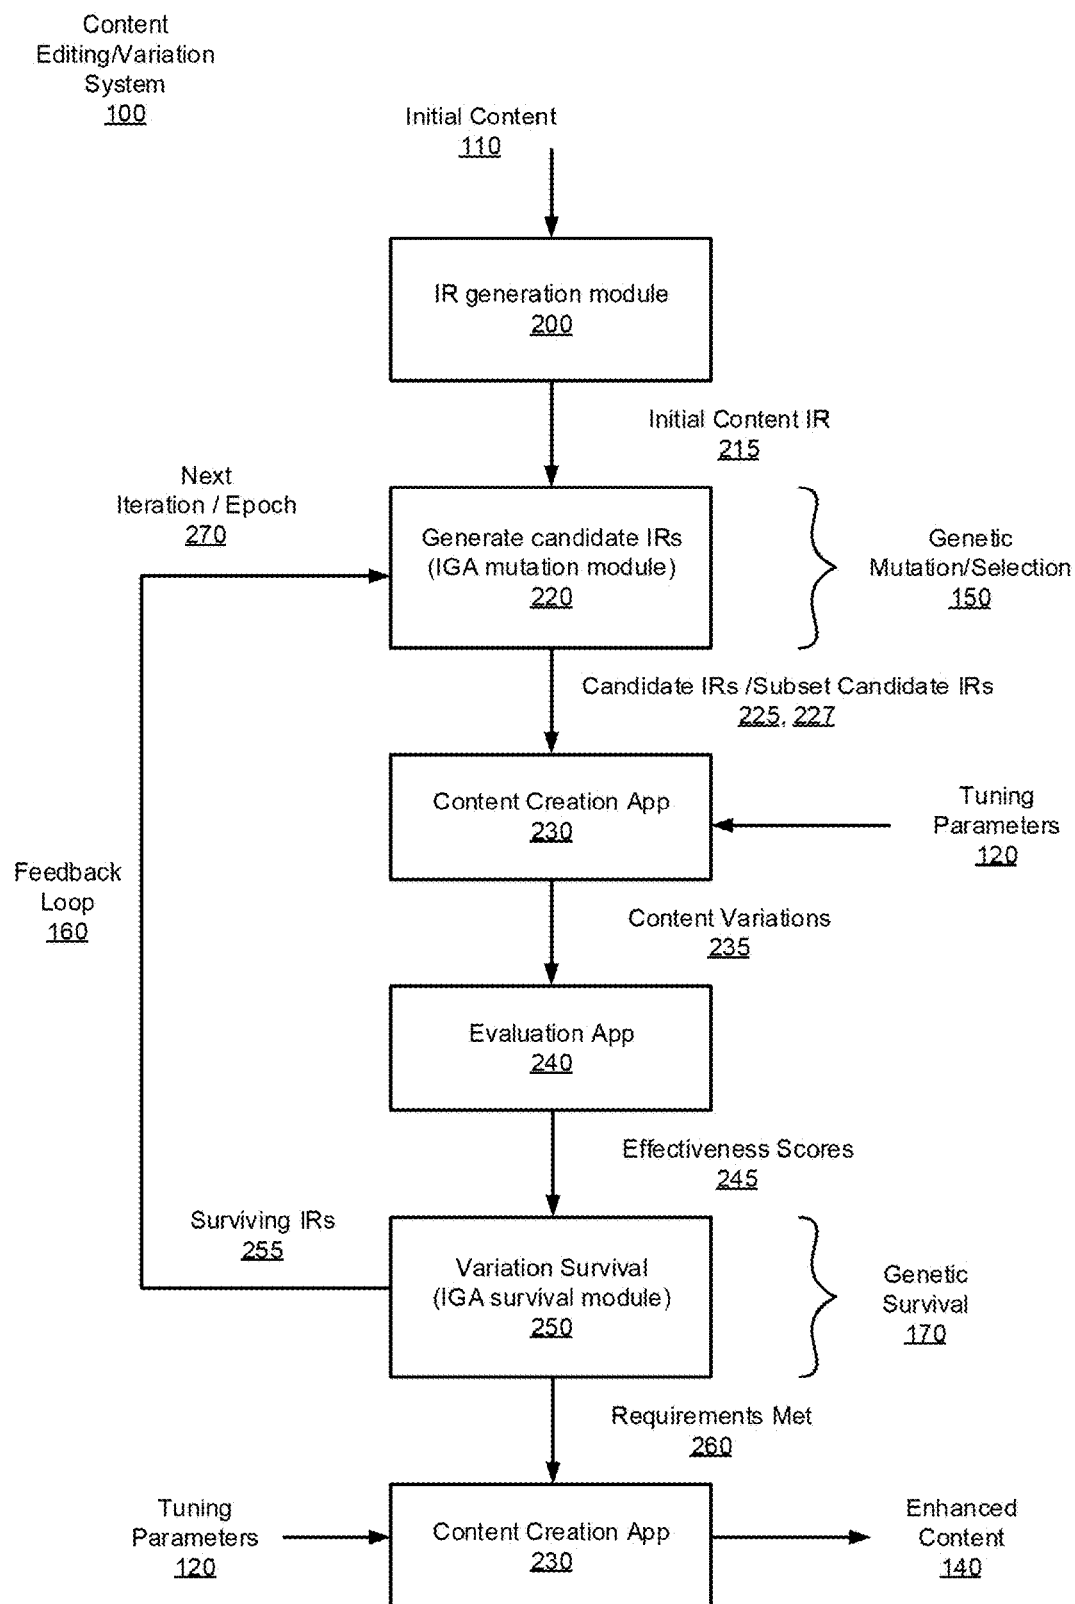 Content
Editing/Variation
System
100
Initial Content
110
IR generation module
200
Initial Content IR
215
Next
Iteration / Epoch
270
Generate candidate IRs
(IGA mutation module)
220
Genetic
Mutation/Selection
150
Candidate IRs /Subset Candidate IRs
225, 227
Content Creation App
230
Tuning
Parameters
120
Feedback
Loop
160
Content Variations
235
Evaluation App
240
Effectiveness Scores
245
Surviving IRs
255
Variation Survival
(IGA survival module)
250
Genetic
Survival
170
Requirements Met
260
Tuning
Parameters
120
Content Creation App
230
Enhanced
Content
140